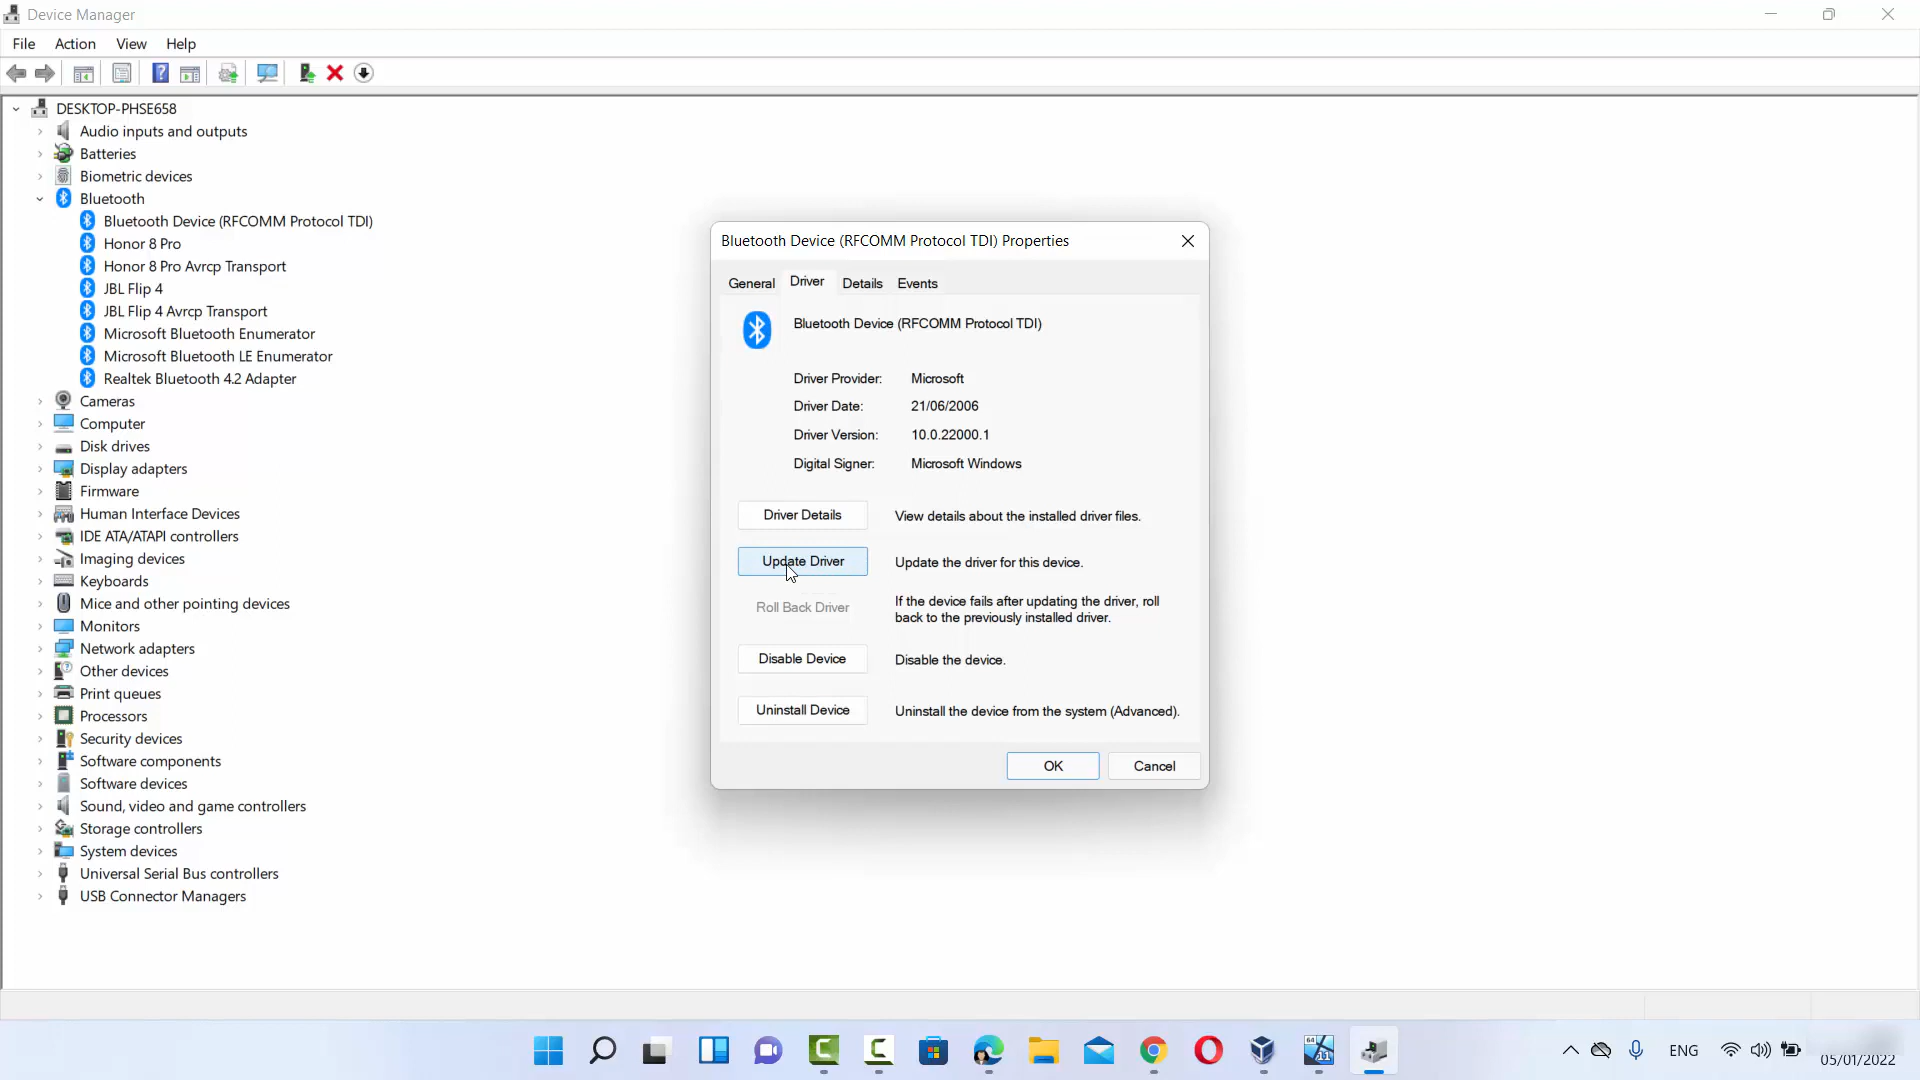 Device Manager
File Action View Help
DESKTOP-PHSE658
Audio inputs and outputs
Batteries
Biometric devices
Bluetooth
Bluetooth Device (RFCOMM Protocol TDI)
Honor 8 Pro
Honor 8 Pro Avrcp Transport
JBL Flip 4
JBL Flip 4 Avrcp Transport
Microsoft Bluetooth Enumerator
Microsoft Bluetooth LE Enumerator
Realtek Bluetooth 4.2 Adapter
Cameras
Computer
Disk drives
Display adapters
Firmware
Human Interface Devices
IDE ATA/ATAPI controllers
Imaging devices
Keyboards
Mice and other pointing devices
Monitors
Network adapters
Other devices
Print queues
Processors
Security devices
Software components
Software devices
Sound, video and game controllers
Storage controllers
System devices
Universal Serial Bus controllers
USB Connector Managers
Bluetooth Device (RFCOMM Protocol TDI) Properties
General Driver Details Events
Bluetooth Device (RFCOMM Protocol TDI)
Driver Provider: Microsoft
Driver Date: 21/06/2006
Driver Version: 10.0.22000.1
Digital Signer: Microsoft Windows
Driver Details View details about the installed driver files.
Update Driver Update the driver for this device.
Roll Back Driver If the device fails after updating the driver, roll
back to the previously installed driver.
Disable Device Disable the device.
Uninstall Device Uninstall the device from the system (Advanced).
OK Cancel
64
11
ENG
05/01/2022